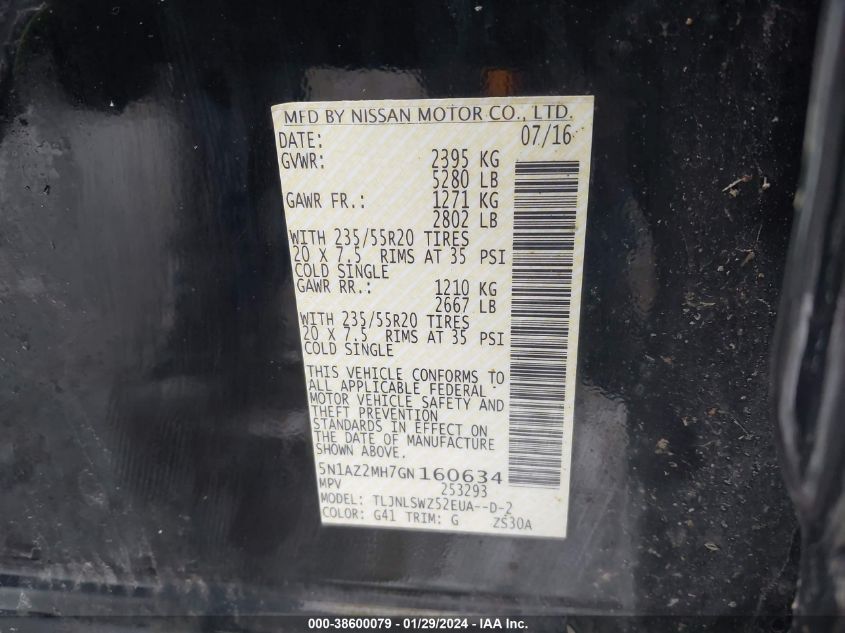 MFD BY NISSAN MOTOR CO., LTD.
DATE: 07/16
GVWR: 2395 KG
5280 LB
GAWR FR.: 1271 KG
2802 LB
WITH 235/55R20 TIRES
20 X 7.5 RIMS AT 35 PSI
COLD SINGLE
GAWR RR.: 1210 KG
2667 LB
WITH 235/55R20 TIRES
20 X 7.5 RIMS AT 35 PSI
COLD SINGLE
THIS VEHICLE CONFORMS TO
ALL APPLICABLE FEDERAL
MOTOR VEHICLE SAFETY AND
THEFT PREVENTION
STANDARDS IN EFFECT ON
THE DATE OF MANUFACTURE
SHOWN ABOVE.
5N1AZ2MH7GN160634
MPV 253293
MODEL: TLJNLSWZ52EUA--D-2
COLOR: G41 TRIM: G ZS30A
000-38600079 - 01/29/2024 - IAA Inc.